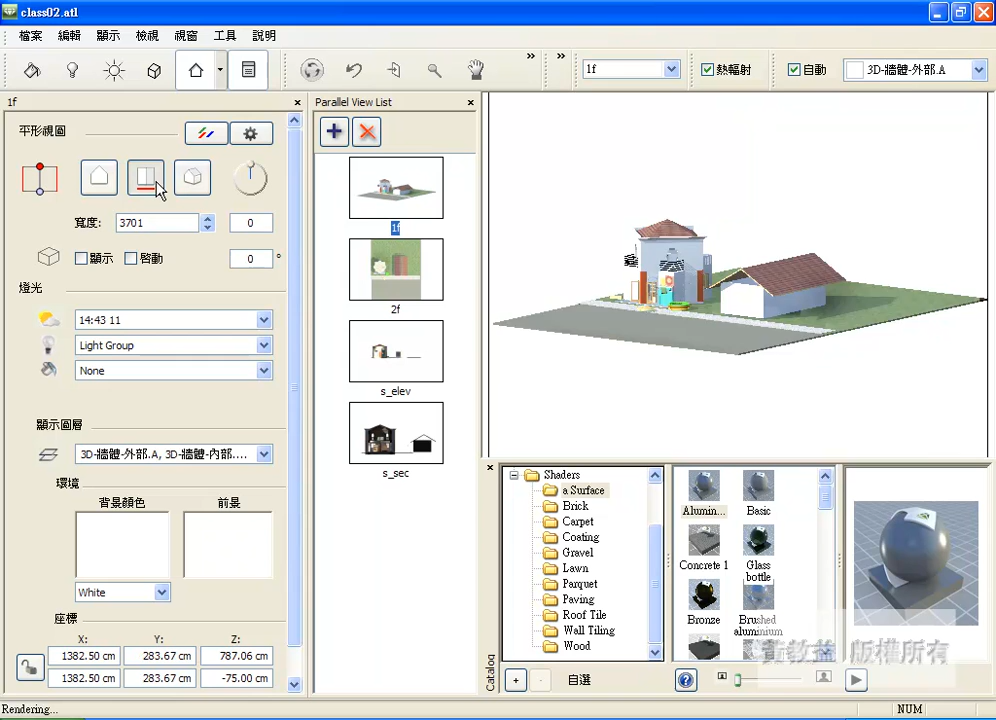 class02.atl
檔案 編輯 顯示 檢視 視窗 工具 說明
1f
熱輻射
自動
3D-牆體-外部.A
1f
Parallel View List
平形視圖
寬度:
3701
0
顯示
啓動
0 °
燈光
14:43 11
Light Group
None
顯示圖層
3D-牆體-外部.A, 3D-牆體-內部....
環境
背景顏色
前景
White
座標
X: Y: Z:
1382.50 cm 283.67 cm 787.06 cm
1382.50 cm 283.67 cm -75.00 cm
1f
2f
s_elev
s_sec
Catalog
Shaders
a Surface
Brick
Carpet
Coating
Gravel
Lawn
Parquet
Paving
Roof Tile
Wall Tiling
Wood
Alumin...
Basic
Concrete 1
Glass
bottle
Bronze
Brushed
aluminium
自選
版權所有
Rendering...
NUM